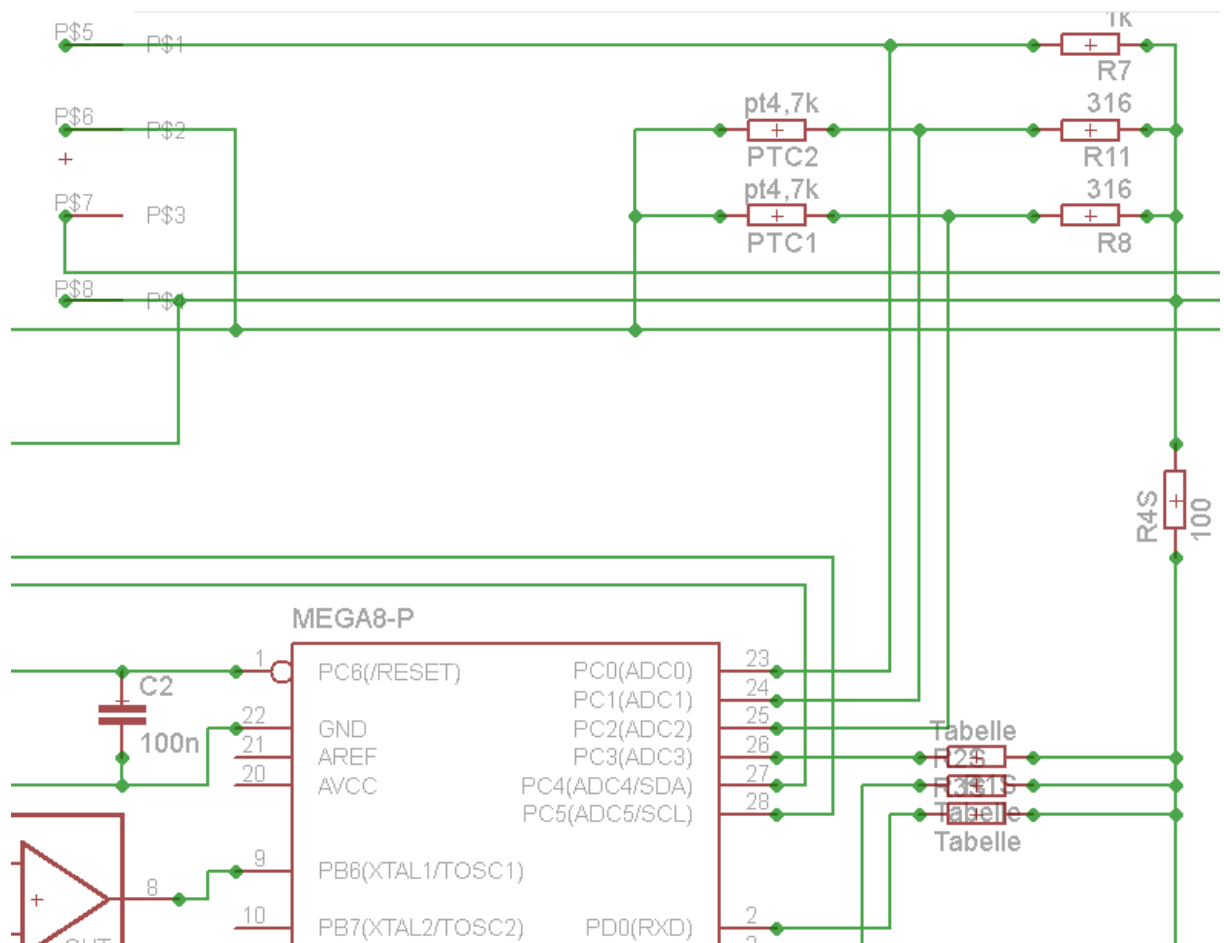 1k
P$5
P$1
R7
P$6
P$2
pt4,7k
316
PTC2
R11
P$7
P$3
pt4,7k
316
PTC1
R8
P$8
R4S
100
MEGA8-P
1
PC6(/RESET)
PC0(ADC0)
23
C2
PC1(ADC1)
24
22
GND
PC2(ADC2)
25
100n
21
AREF
PC3(ADC3)
26
Tabelle
R2S
20
AVCC
PC4(ADC4/SDA)
27
PC5(ADC5/SCL)
28
Tabelle
Tabelle
9
PB6(XTAL1/TOSC1)
8
10
PB7(XTAL2/TOSC2)
PD0(RXD)
2